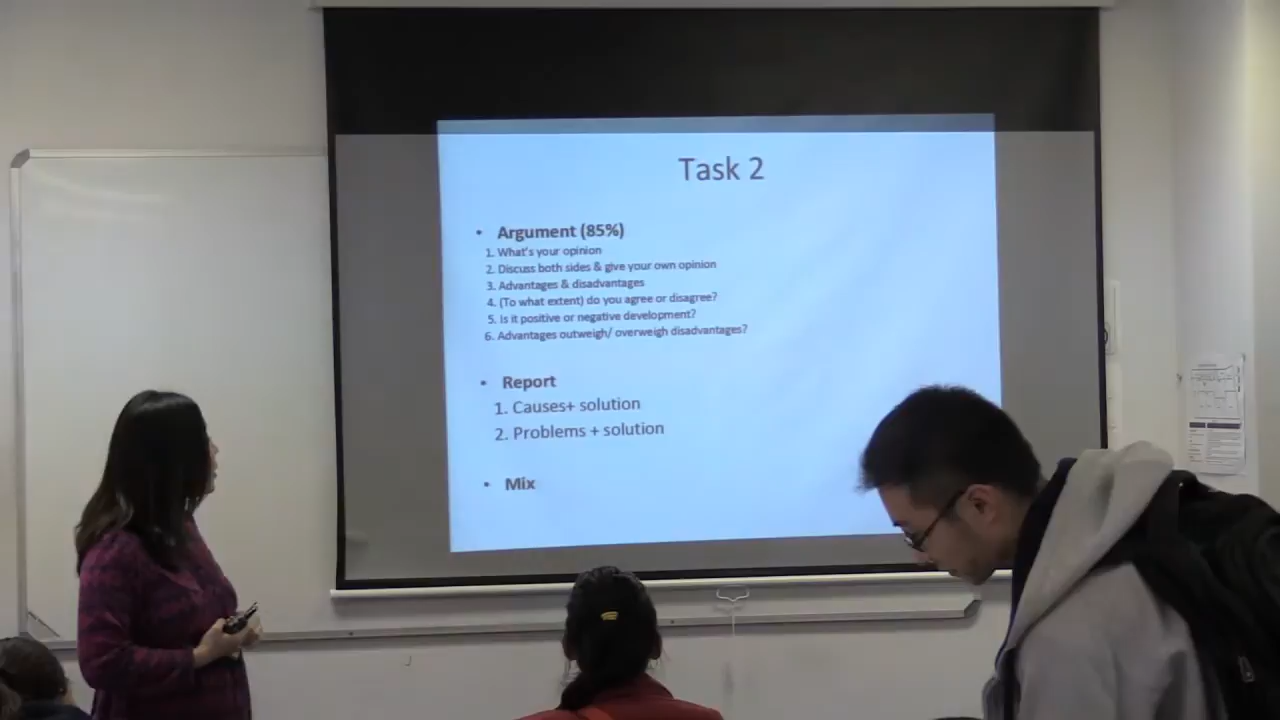 Task 2
• Argument (85%)
1. What's your opinion
2. Discuss both sides & give your own opinion
3. Advantages & disadvantages
4. (To what extent) do you agree or disagree?
5. Is it positive or negative development?
6. Advantages outweigh/ overweigh disadvantages?
• Report
1. Causes+ solution
2. Problems + solution
• Mix